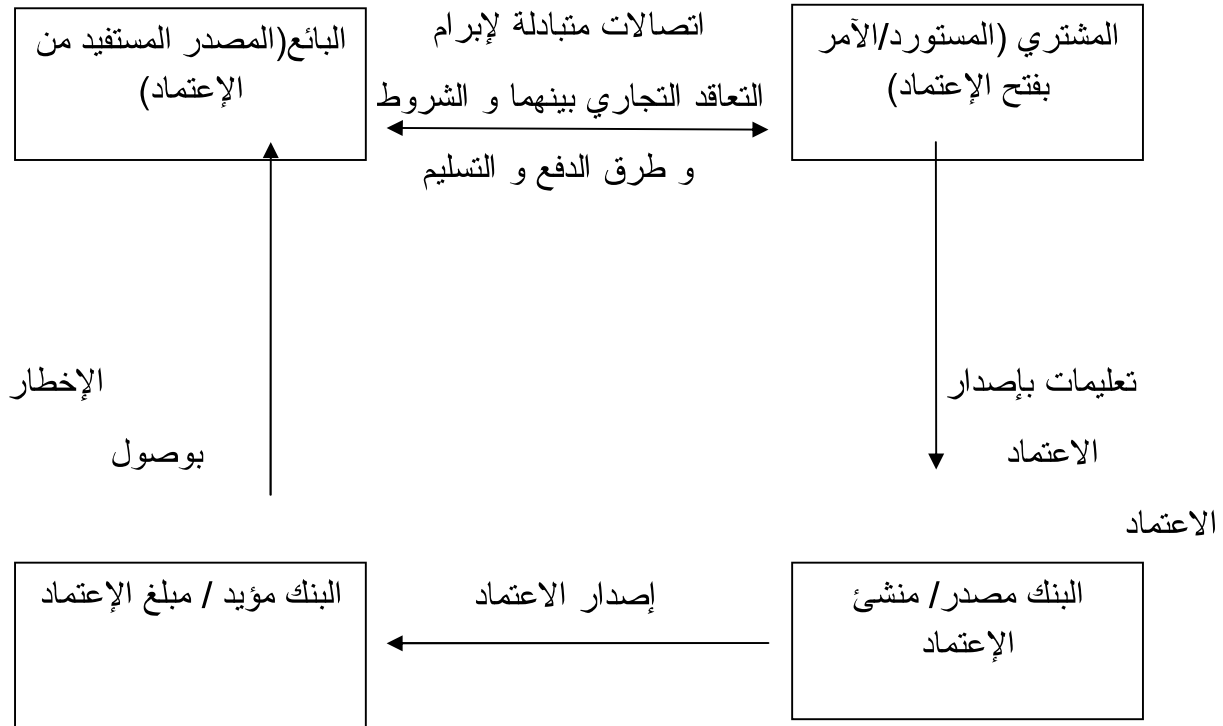 المشتري (المستورد/الآمر
بفتح الإعتماد)
اتصالات متبادلة لإبرام
التعاقد التجاري بينهما و الشروط
و طرق الدفع و التسليم
البائع(المصدر المستفيد من
الإعتماد)
تعليمات بإصدار
الاعتماد
الإخطار
بوصول
الاعتماد
البنك مصدر/ منشئ
الإعتماد
إصدار الاعتماد
البنك مؤيد / مبلغ الإعتماد